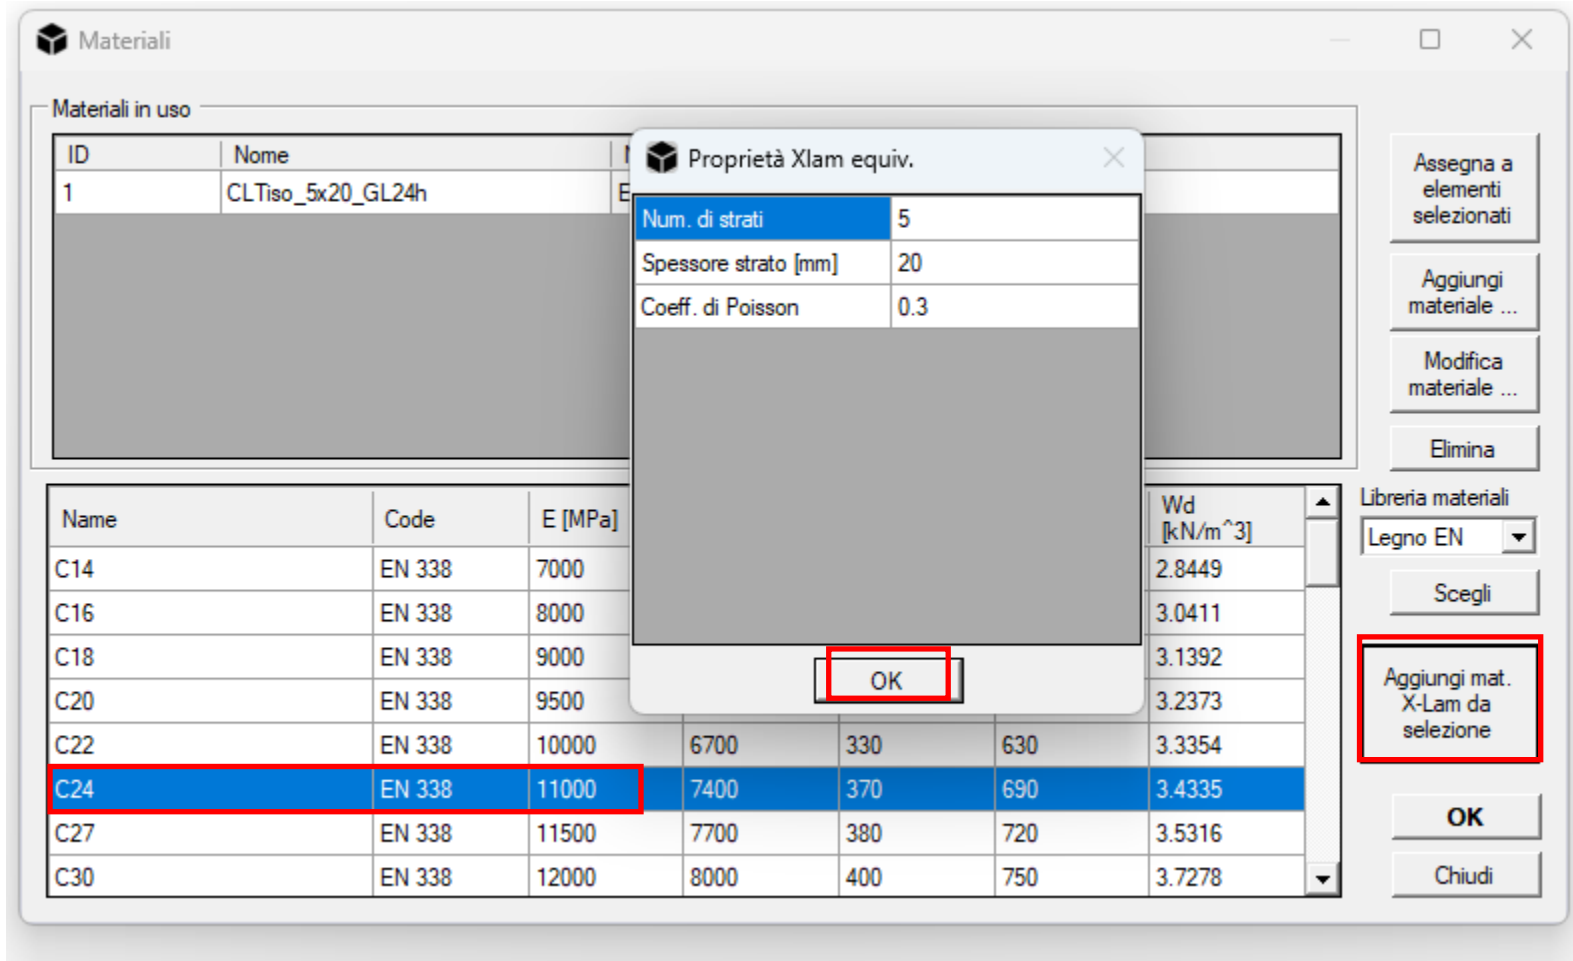 Materiali
Materiali in uso
ID Nome
1 CLTiso_5x20_GL24h
Proprietà Xlam equiv.
Num. di strati 5
Spessore strato [mm] 20
Coeff. di Poisson 0.3
OK
Assegna a
elementi
selezionati
Aggiungi
materiale ...
Modifica
materiale ...
Elimina
Libreria materiali
Legno EN
Scegli
Aggiungi mat.
X-Lam da
selezione
OK
Chiudi
Name Code E [MPa] Wd
[kN/m^3]
C14 EN 338 7000 2.8449
C16 EN 338 8000 3.0411
C18 EN 338 9000 3.1392
C20 EN 338 9500 3.2373
C22 EN 338 10000 6700 330 630 3.3354
C24 EN 338 11000 7400 370 690 3.4335
C27 EN 338 11500 7700 380 720 3.5316
C30 EN 338 12000 8000 400 750 3.7278